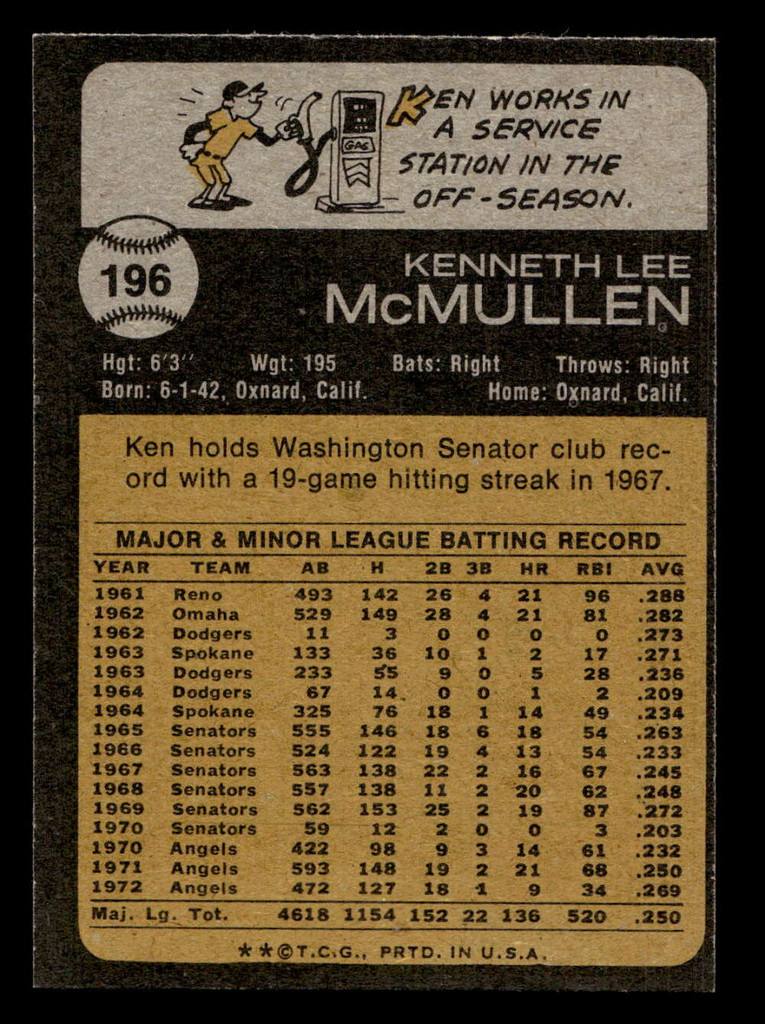 KEN WORKS IN
A SERVICE
STATION IN THE
OFF-SEASON.
GAS
196
KENNETH LEE
McMULLEN
Hgt: 6'3" Wgt: 195 Bats: Right Throws: Right
Born: 6-1-42, Oxnard, Calif. Home: Oxnard, Calif.
Ken holds Washington Senator club rec-
ord with a 19-game hitting streak in 1967.
MAJOR & MINOR LEAGUE BATTING RECORD
YEAR TEAM AB H 2B 3B HR RBI AVG
1961 Reno 493 142 26 4 21 96 .288
1962 Omaha 529 149 28 4 21 81 .282
1962 Dodgers 11 3 0 0 0 0 .273
1963 Spokane 133 36 10 1 2 17 .271
1963 Dodgers 233 55 9 0 5 28 .236
1964 Dodgers 67 14 0 0 1 2 .209
1964 Spokane 325 76 18 1 14 49 .234
1965 Senators 555 146 18 6 18 54 .263
1966 Senators 524 122 19 4 13 54 .233
1967 Senators 563 138 22 2 16 67 .245
1968 Senators 557 138 11 2 20 62 .248
1969 Senators 562 153 25 2 19 87 .272
1970 Senators 59 12 2 0 0 3 .203
1970 Angels 422 98 9 3 14 61 .232
1971 Angels 593 148 19 2 21 68 .250
1972 Angels 472 127 18 1 9 34 .269
Maj. Lg. Tot. 4618 1154 152 22 136 520 .250
**©T.C.G., PRTD. IN U.S.A.